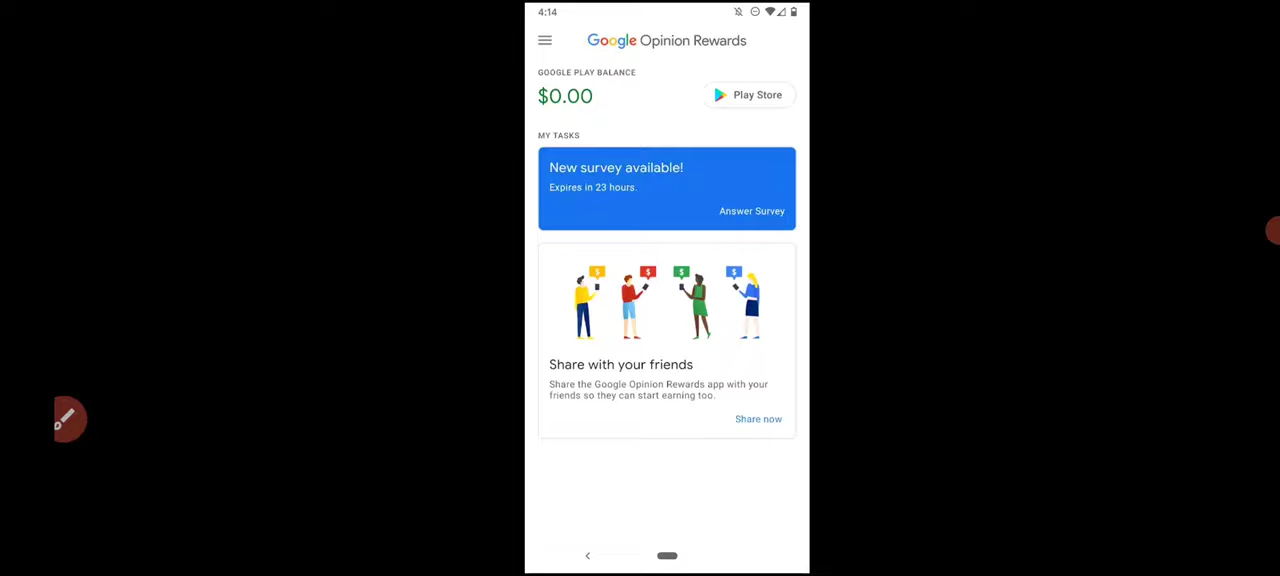 4:14
Google Opinion Rewards
GOOGLE PLAY BALANCE
$0.00
Play Store
MY TASKS
New survey available!
Expires in 23 hours.
Answer Survey
$ $ $ $
Share with your friends
Share the Google Opinion Rewards app with your
friends so they can start earning too.
Share now